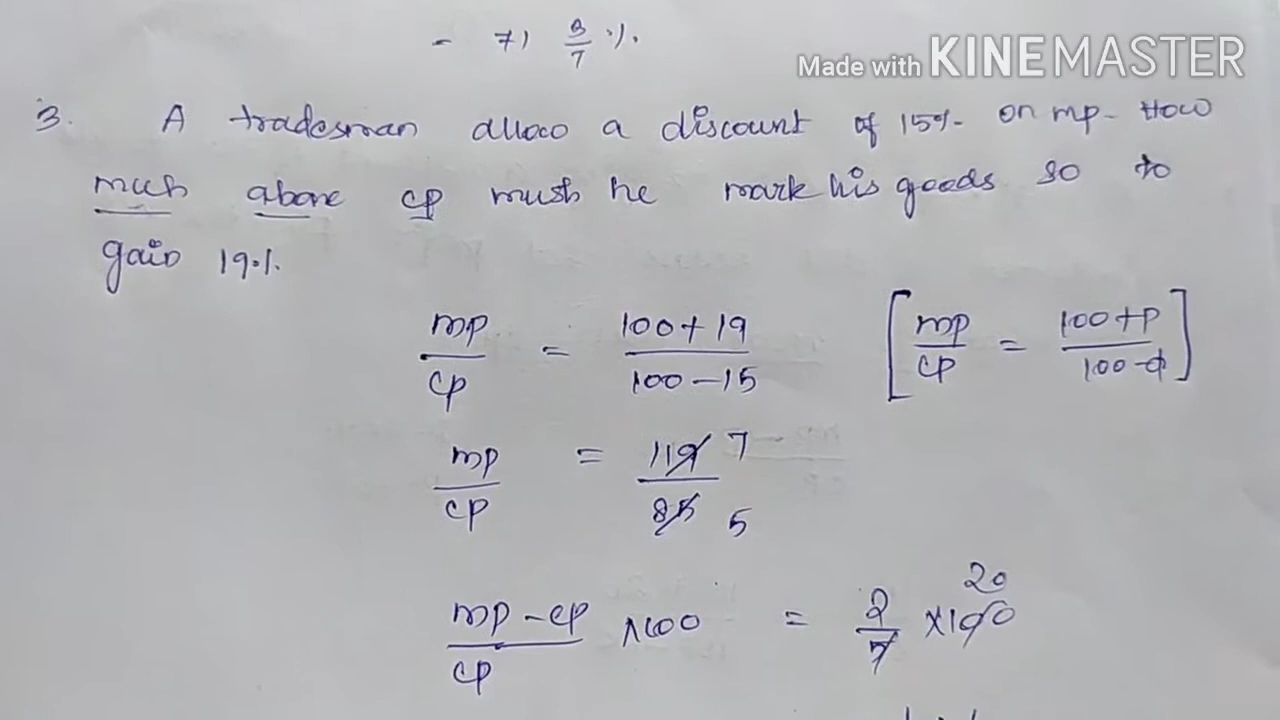 - 71 3/7 %.
Made with KINEMASTER
3. A tradesman allow a discount of 15% on mp. How
much above cp must he mark his goods so to
gain 19%.
mp/cp = 100+19/100-15 [mp/cp = 100+p/100-d]
mp/cp = 119/85 7/5
mp-cp/cp x100 = 2/7 x100 20